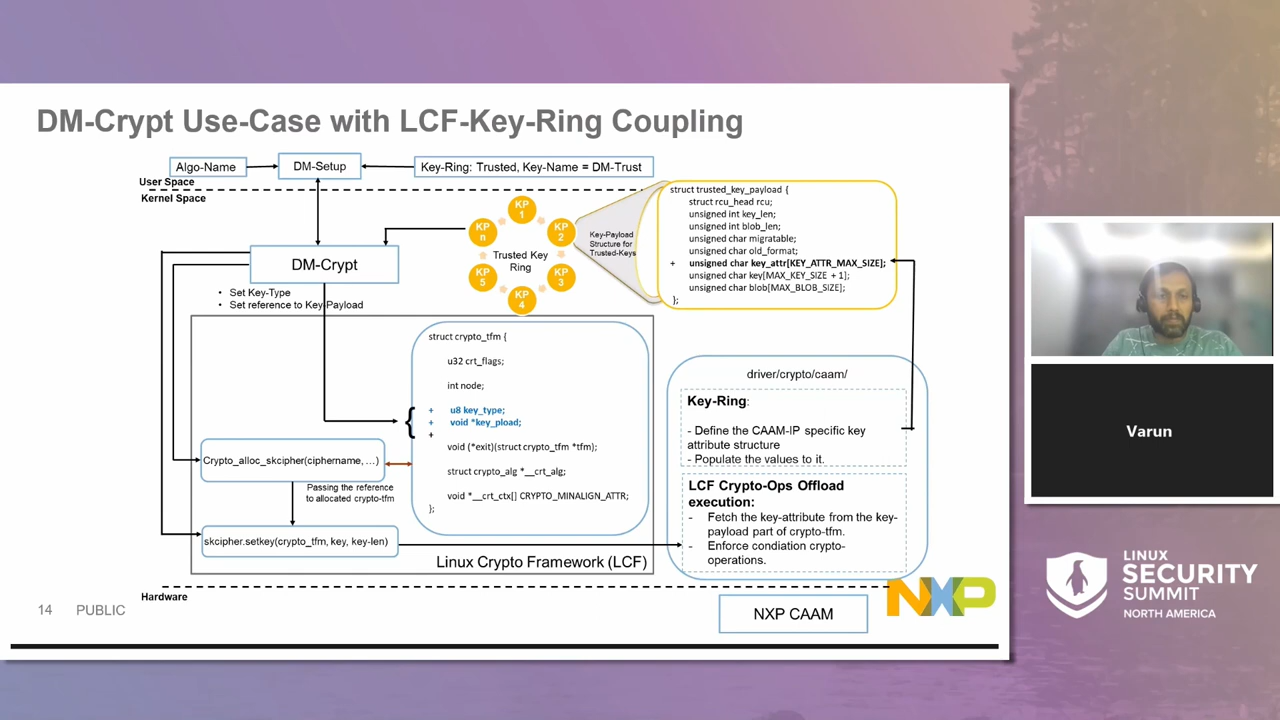 DM-Crypt Use-Case with LCF-Key-Ring Coupling
Algo-Name
DM-Setup
Key-Ring: Trusted, Key-Name = DM-Trust
User Space
Kernel Space
KP 1
KP 2
KP 3
KP 4
KP 5
KP n
Trusted Key
Ring
Key-Payload
Structure for
Trusted-Keys
struct trusted_key_payload {
struct rcu_head rcu;
unsigned int key_len;
unsigned int blob_len;
unsigned char migratable;
unsigned char old_format;
+ unsigned char key_attr[KEY_ATTR_MAX_SIZE];
unsigned char key[MAX_KEY_SIZE + 1];
unsigned char blob[MAX_BLOB_SIZE];
};
DM-Crypt
• Set Key-Type
• Set reference to Key-Payload
struct crypto_tfm {
u32 crt_flags;
int node;
+ u8 key_type;
+ void *key_pload;
+
void (*exit)(struct crypto_tfm *tfm);
struct crypto_alg *__crt_alg;
void *__crt_ctx[] CRYPTO_MINALIGN_ATTR;
};
{
Crypto_alloc_skcipher(ciphername, ...)
Passing the reference
to allocated crypto-tfm
skcipher.setkey(crypto_tfm, key, key-len)
Linux Crypto Framework (LCF)
driver/crypto/caam/
Key-Ring:
- Define the CAAM-IP specific key
attribute structure
- Populate the values to it.
LCF Crypto-Ops Offload
execution:
- Fetch the key-attribute from the key-
payload part of crypto-tfm.
- Enforce condiation crypto-
operations.
Hardware
NXP CAAM
NXP
14 PUBLIC
Varun
LINUX
SECURITY
SUMMIT
NORTH AMERICA